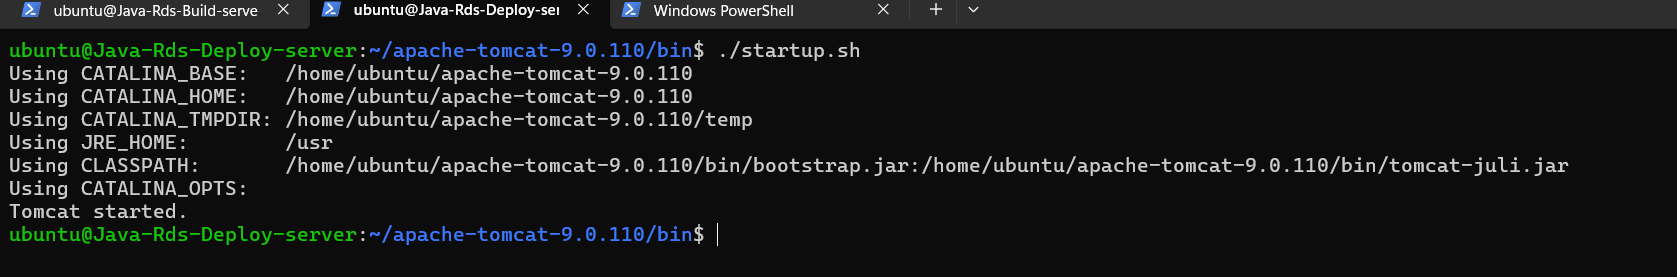 ubuntu@Java-Rds-Build-serve ubuntu@Java-Rds-Deploy-ser Windows PowerShell
ubuntu@Java-Rds-Deploy-server:~/apache-tomcat-9.0.110/bin$ ./startup.sh
Using CATALINA_BASE:   /home/ubuntu/apache-tomcat-9.0.110
Using CATALINA_HOME:   /home/ubuntu/apache-tomcat-9.0.110
Using CATALINA_TMPDIR: /home/ubuntu/apache-tomcat-9.0.110/temp
Using JRE_HOME:        /usr
Using CLASSPATH:       /home/ubuntu/apache-tomcat-9.0.110/bin/bootstrap.jar:/home/ubuntu/apache-tomcat-9.0.110/bin/tomcat-juli.jar
Using CATALINA_OPTS:
Tomcat started.
ubuntu@Java-Rds-Deploy-server:~/apache-tomcat-9.0.110/bin$